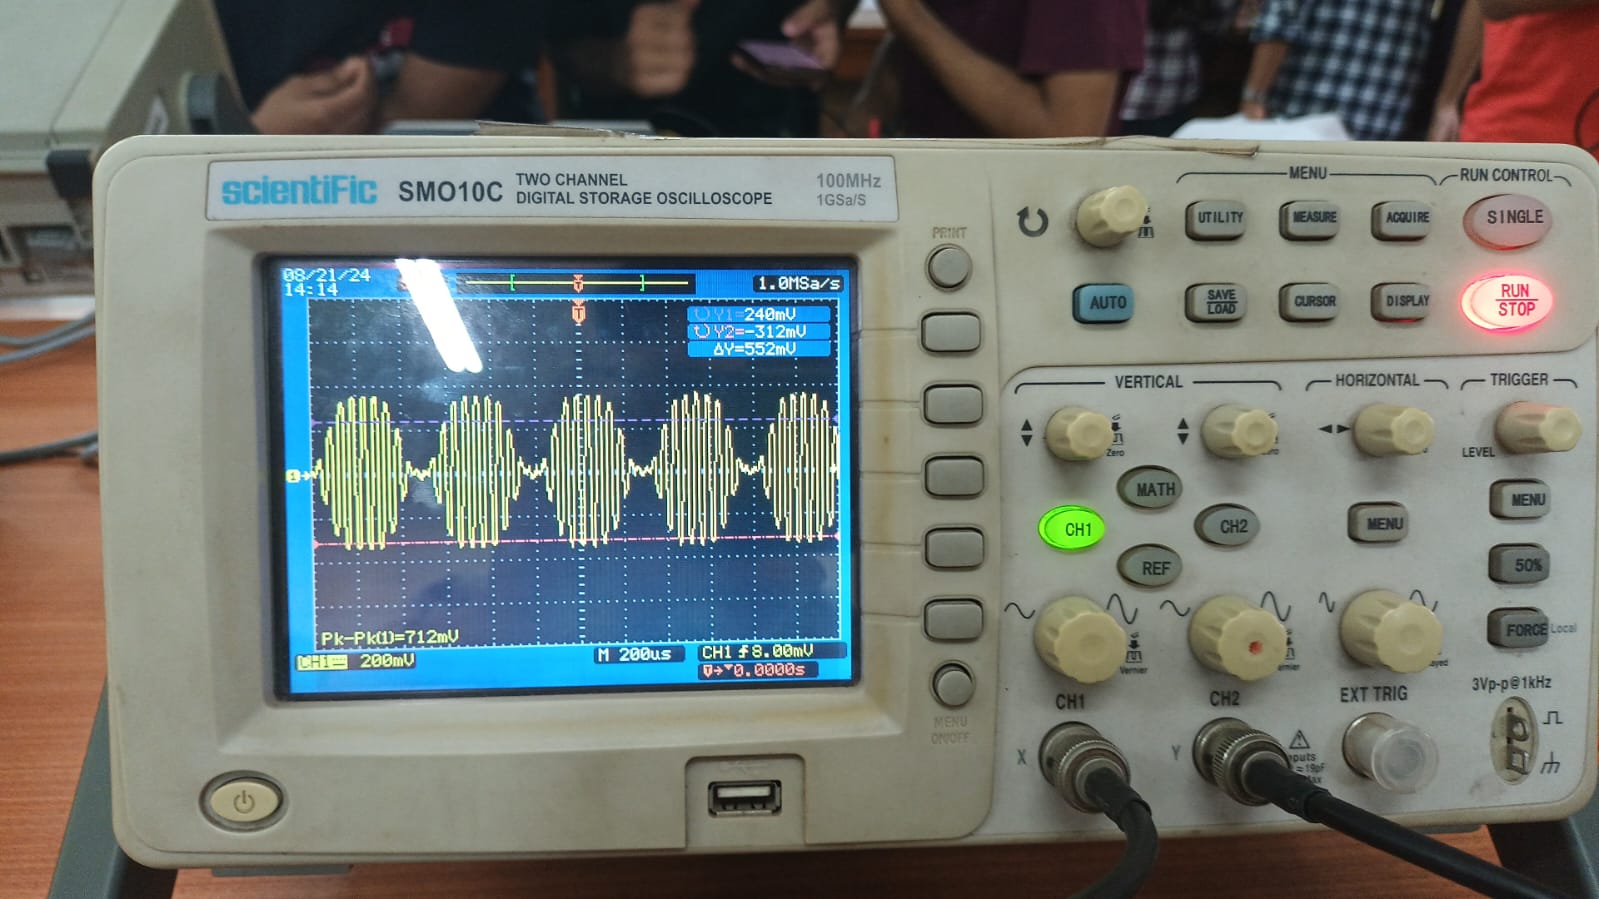 scientiFic SMO10C TWO CHANNEL
DIGITAL STORAGE OSCILLOSCOPE
100MHz
1GSa/S
08/21/24
14:14
T
1.0MSa/s
T
Y1=240mV
Y2=-312mV
ΔY=552mV
1
Pk-Pk(1)=712mV
CH1 200mV
M 200us
CH1 8.00mV
T→▼0.0000s
PRINT
MENU
ON/OFF
MENU
UTILITY
MEASURE
ACQUIRE
AUTO
SAVE
LOAD
CURSOR
DISPLAY
RUN CONTROL
SINGLE
RUN
STOP
VERTICAL
HORIZONTAL
TRIGGER
Zero
LEVEL
MATH
CH1
CH2
REF
MENU
MENU
50%
FORCE Local
Vernier
CH1
CH2
EXT TRIG
3Vp-p@1kHz
X
Y